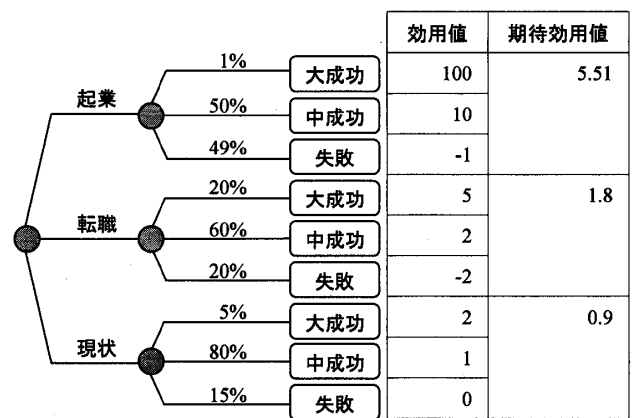 効用値 期待効用値
1% 大成功 100 5.51
起業
50% 中成功 10
49% 失敗 -1
20% 大成功 5 1.8
転職
60% 中成功 2
20% 失敗 -2
5% 大成功 2 0.9
現状
80% 中成功 1
15% 失敗 0